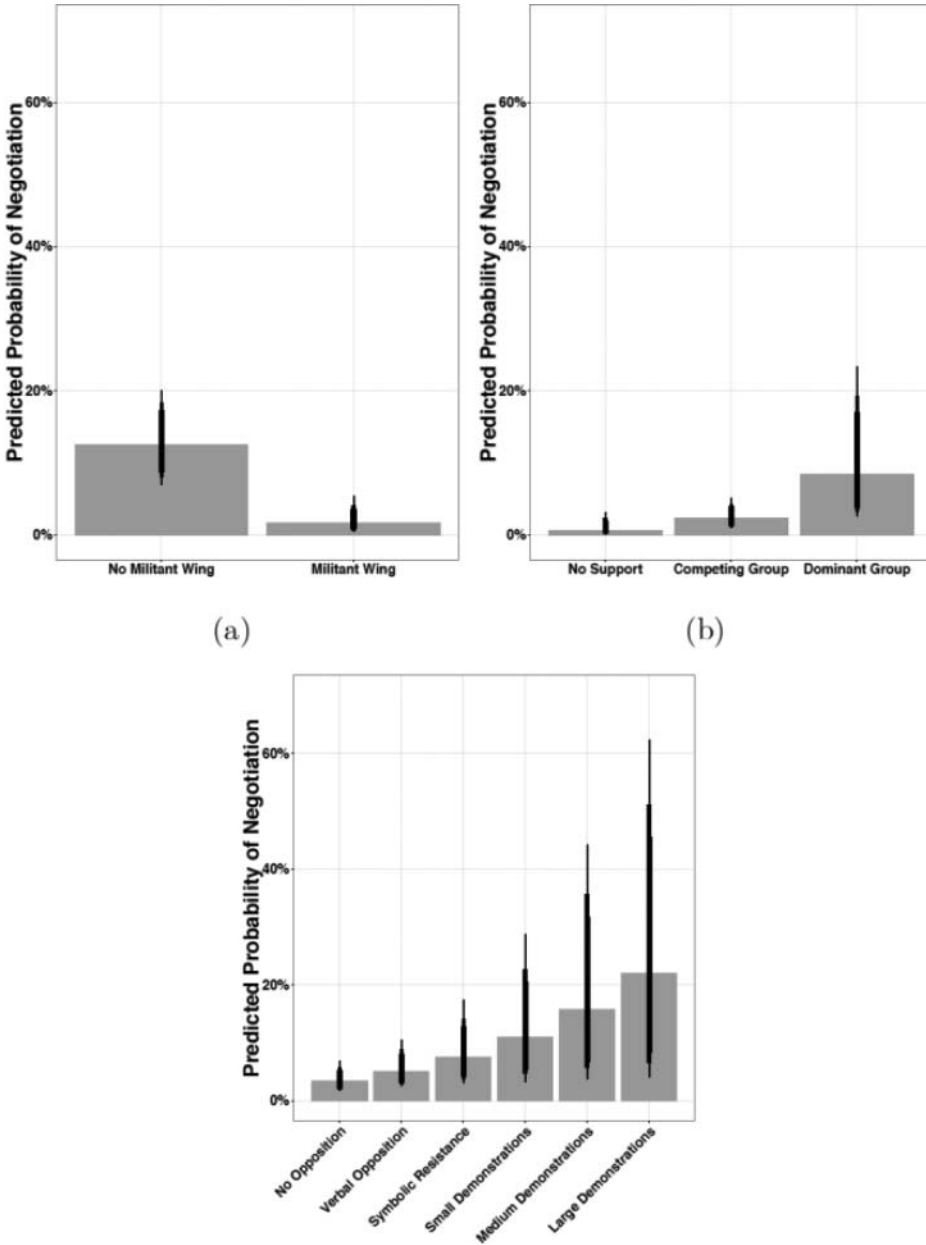 Predicted Probability of Negotiation
60%
40%
20%
0%
No Militant Wing
Militant Wing
(a)
Predicted Probability of Negotiation
60%
40%
20%
0%
No Support
Competing Group
Dominant Group
(b)
Predicted Probability of Negotiation
60%
40%
20%
0%
No Opposition
Verbal Opposition
Symbolic Resistance
Small Demonstrations
Medium Demonstrations
Large Demonstrations